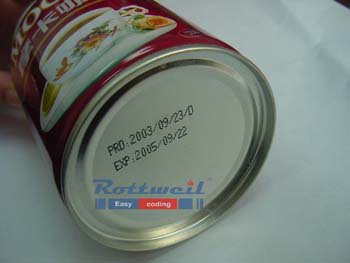 PRD:2003/09/23/D
EXP:2005/09/22
Rottweil
Easy coding